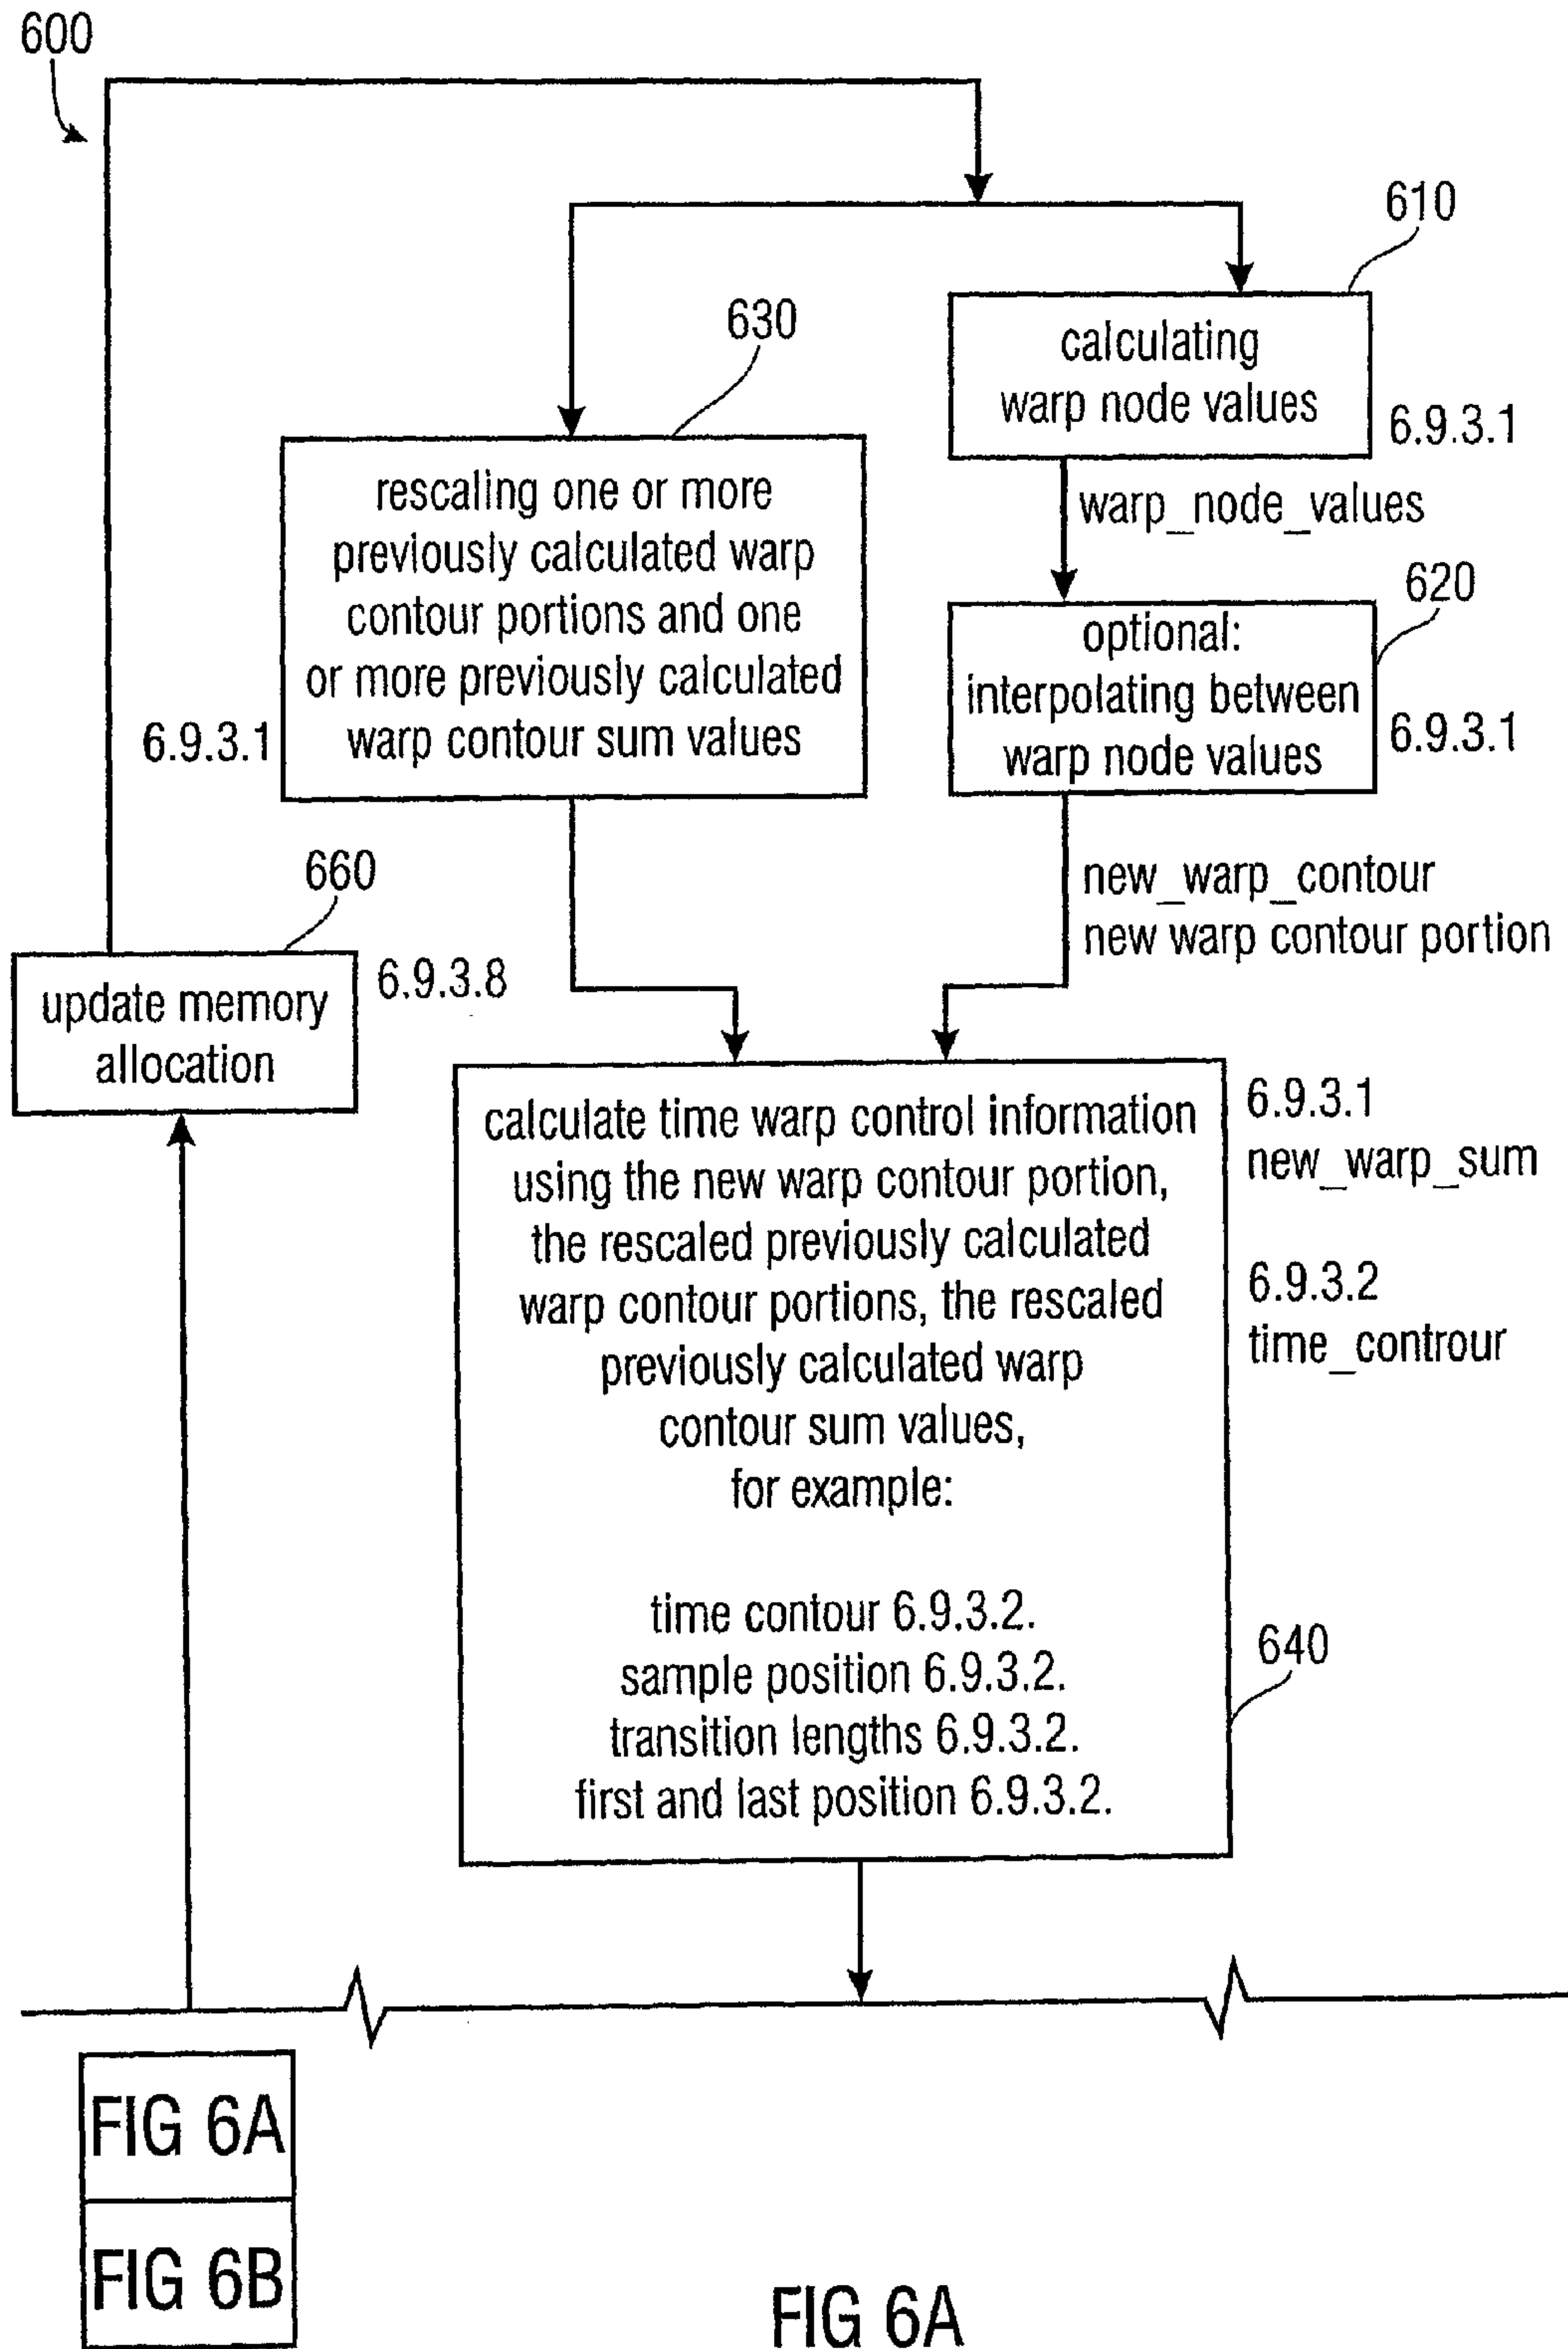 600
610
calculating
warp node values
6.9.3.1
630
rescaling one or more
previously calculated warp
contour portions and one
or more previously calculated
warp contour sum values
6.9.3.1
warp_node_values
620
optional:
interpolating between
warp node values
6.9.3.1
new_warp_contour
new warp contour portion
660
update memory
allocation
6.9.3.8
calculate time warp control information
using the new warp contour portion,
the rescaled previously calculated
warp contour portions, the rescaled
previously calculated warp
contour sum values,
for example:
time contour 6.9.3.2.
sample position 6.9.3.2.
transition lengths 6.9.3.2.
first and last position 6.9.3.2.
6.9.3.1
new_warp_sum
6.9.3.2
time_controur
640
FIG 6A
FIG 6B
FIG 6A